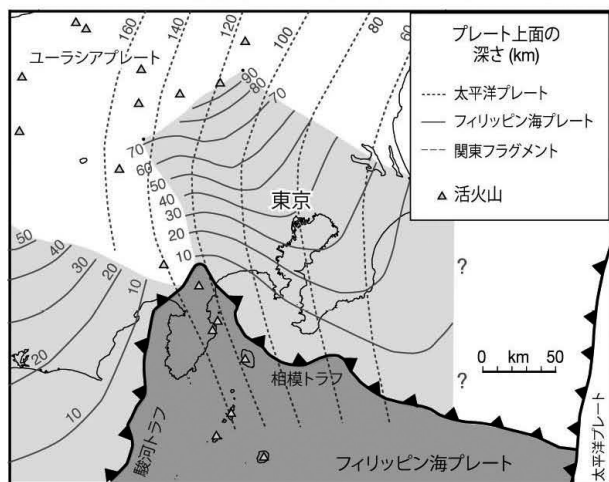 160
140
120
100
80
60
ユーラシアプレート
プレート上面の
深さ (km)
太平洋プレート
フィリッピン海プレート
関東フラグメント
活火山
90
80
70
70
60
50
40
30
20
10
東京
50
40
30
20
10
20
10
?
?
0 km 50
相模トラフ
駿河トラフ
フィリッピン海プレート
太平洋プレート